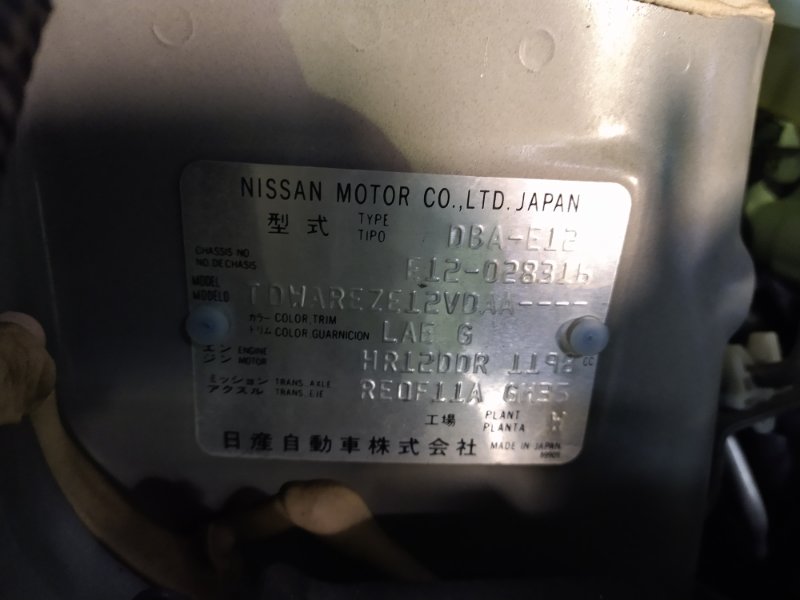 NISSAN MOTOR CO.,LTD. JAPAN
型式 TYPE TIPO DBA-E12
CHASSIS NO NO. DE CHASIS E12-028316
MODEL MODELO TDWAREZE12VDAA----
カラー COLOR, TRIM トリム COLOR, GUARNICION LAE G
エンジン ENGINE MOTOR HR12DDR 1192 CC
ミッション アクスル TRANS. AXLE TRANS. EJE RE0F11A GH35
工場 PLANT PLANTA W
日産自動車株式会社 MADE IN JAPAN